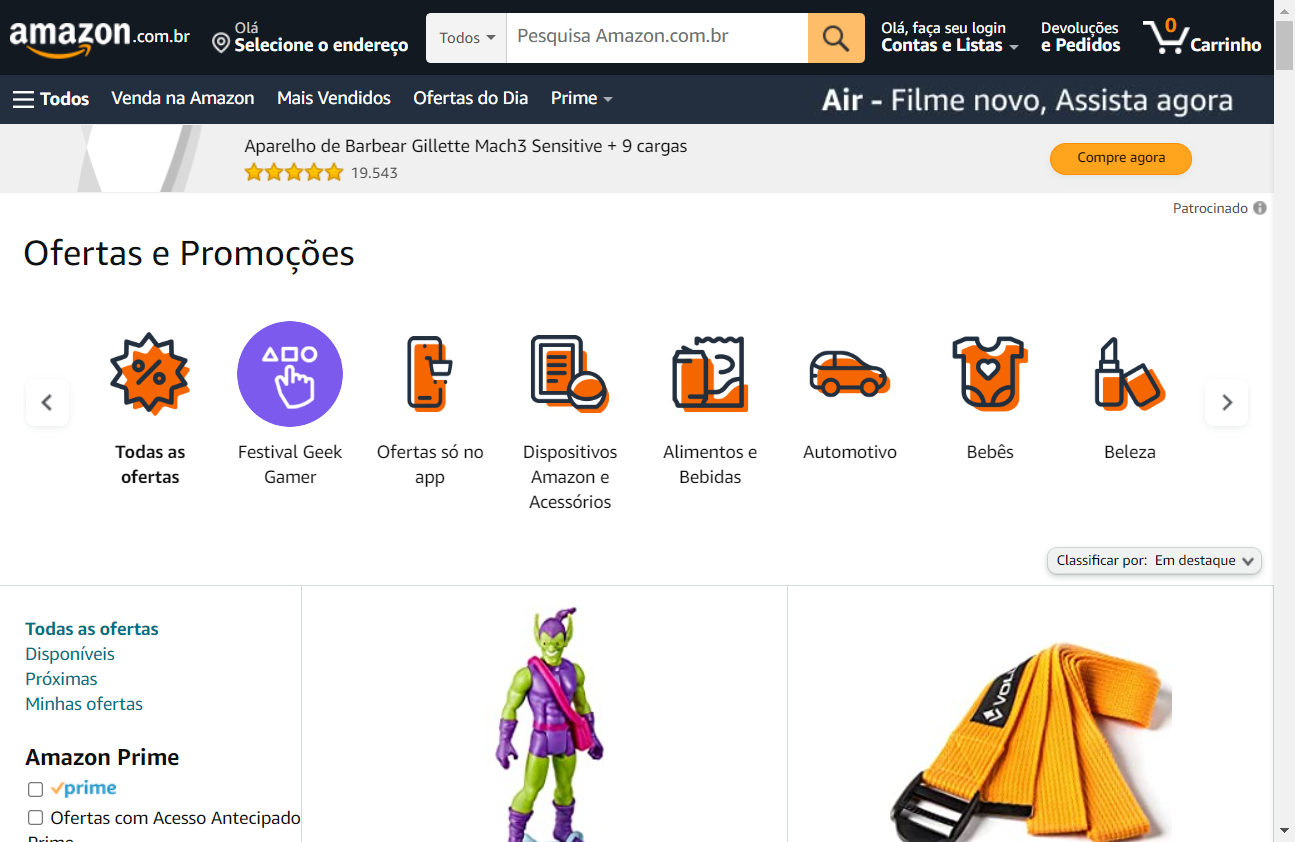 amazon.com.br
Olá
Selecione o endereço
Todos
Pesquisa Amazon.com.br
Olá, faça seu login
Contas e Listas
Devoluções
e Pedidos
0
Carrinho
Todos
Venda na Amazon
Mais Vendidos
Ofertas do Dia
Prime
Air - Filme novo, Assista agora
Aparelho de Barbear Gillette Mach3 Sensitive + 9 cargas
19.543
Compre agora
Patrocinado
Ofertas e Promoções
Todas as
ofertas
Festival Geek
Gamer
Ofertas só no
app
Dispositivos
Amazon e
Acessórios
Alimentos e
Bebidas
Automotivo
Bebês
Beleza
Classificar por: Em destaque
Todas as ofertas
Disponíveis
Próximas
Minhas ofertas
Amazon Prime
prime
Ofertas com Acesso Antecipado
Prime